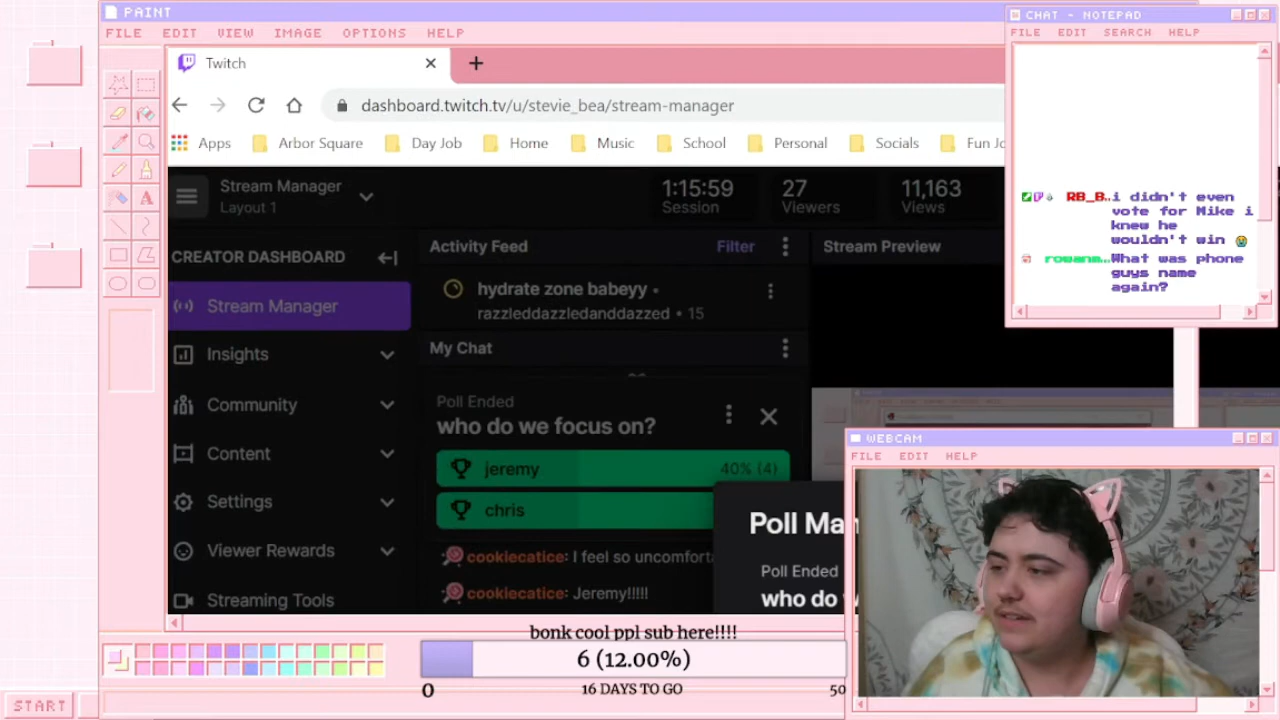 PAINT
FILE EDIT VIEW IMAGE OPTIONS HELP
Twitch
dashboard.twitch.tv/u/stevie_bea/stream-manager
Apps Arbor Square Day Job Home Music School Personal Socials Fun Jo
Stream Manager
Layout 1
1:15:59
Session
27
Viewers
11,163
Views
CREATOR DASHBOARD
Stream Manager
Insights
Community
Content
Settings
Viewer Rewards
Streaming Tools
Activity Feed Filter
hydrate zone babeyy •
razzleddazzledanddazzed • 15
My Chat
Poll Ended
who do we focus on?
jeremy 40% (4)
chris
cookiecatice: I feel so uncomforta
cookiecatice: Jeremy!!!!!
Stream Preview
Poll Man
Poll Ended
who do w
CHAT - NOTEPAD
FILE EDIT SEARCH HELP
RB_B..i didn't even
vote for Mike i
knew he
wouldn't win 😭
rowanm...What was phone
guys name
again?
WEBCAM
FILE EDIT HELP
bonk cool ppl sub here!!!!
6 (12.00%)
0 16 DAYS TO GO 50
START